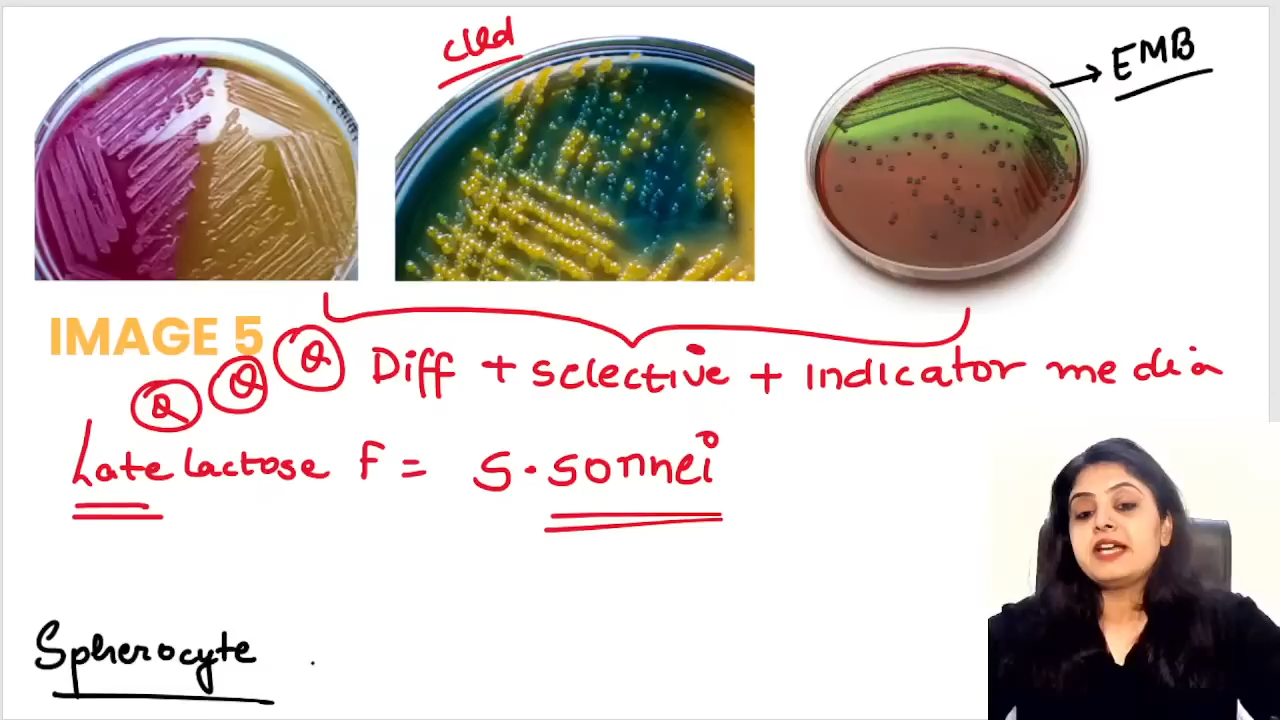 cled
EMB
IMAGE 5
Diff + selective + indicator media
Late lactose F = S. sonnei
Spherocyte